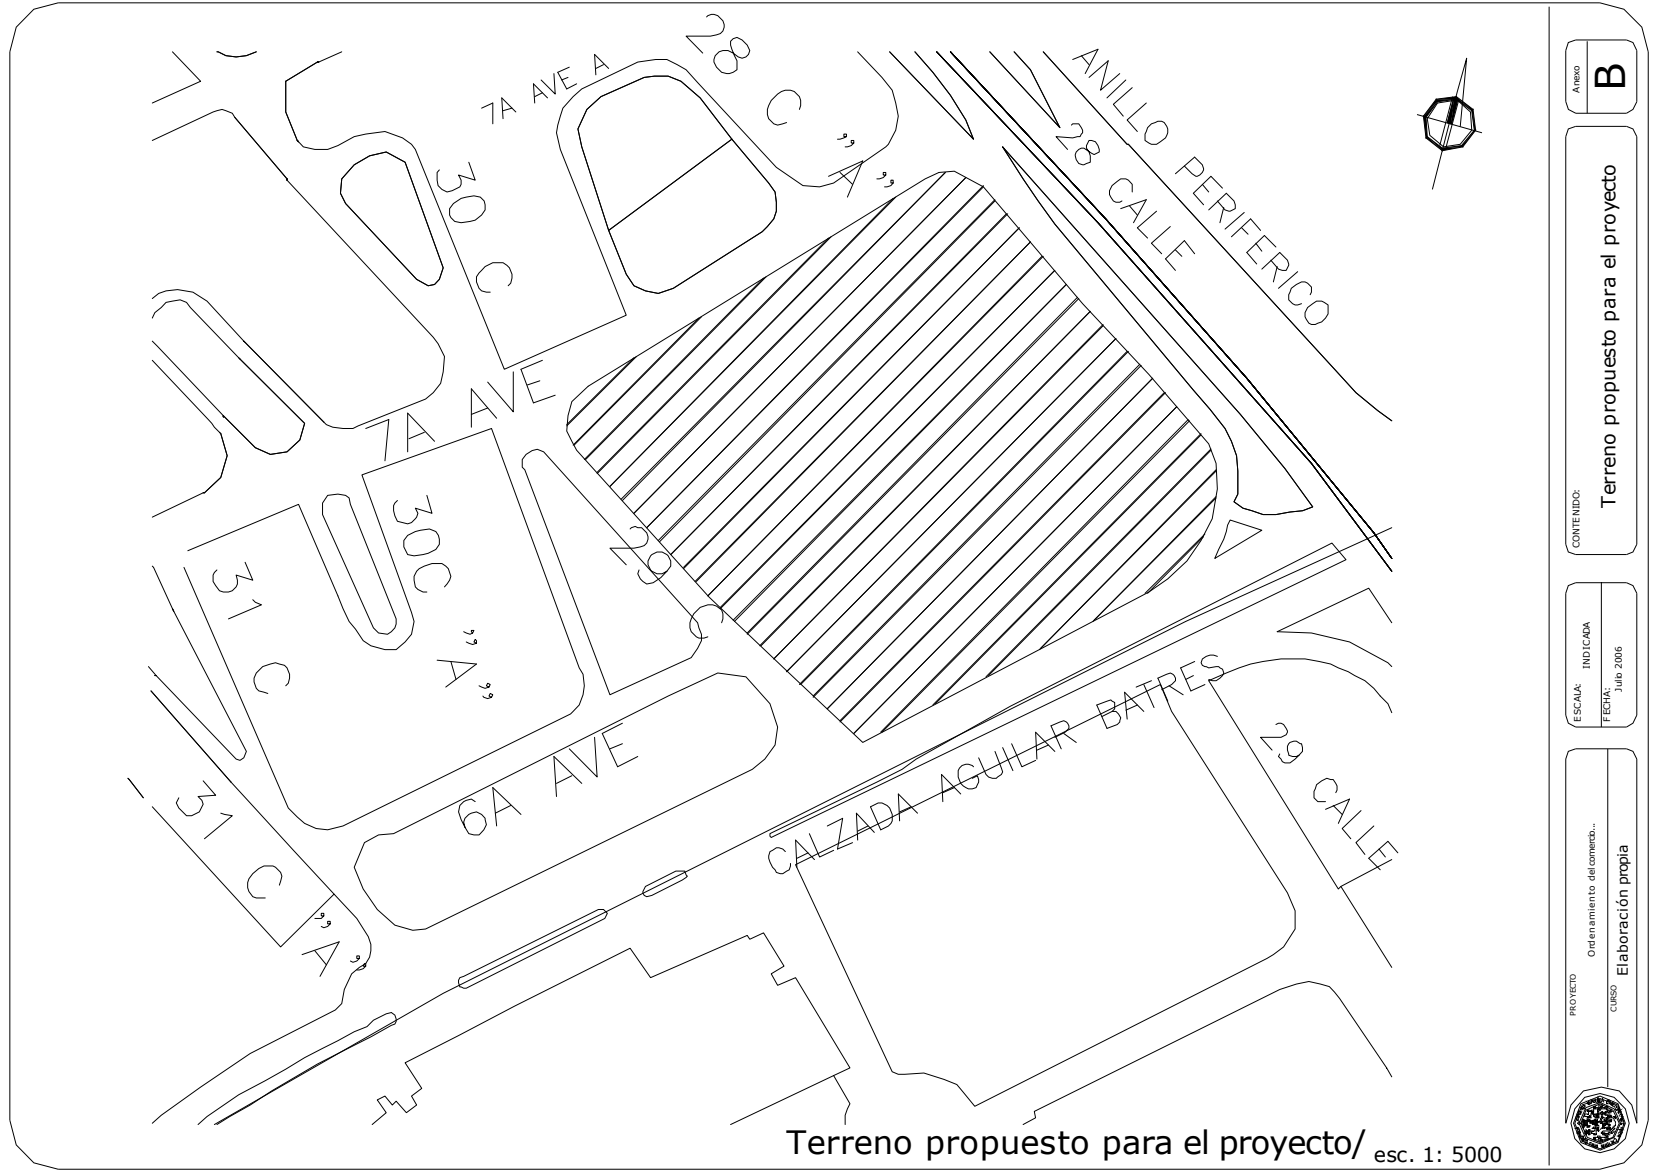 28 C ,,A,,
7A AVE A
ANILLO PERIFERICO
28 CALLE
30 C
7A AVE
30C ,,A,,
29 C
31 C
6A AVE
31 C ,,A,,
CALZADA AGUILAR BATRES
29 CALLE
Terreno propuesto para el proyecto/ esc. 1: 5000
Anexo
B
CONTENIDO:
Terreno propuesto para el proyecto
ESCALA:
INDICADA
FECHA:
Julio 2006
PROYECTO
Ordenamiento del comercio...
CURSO
Elaboración propia